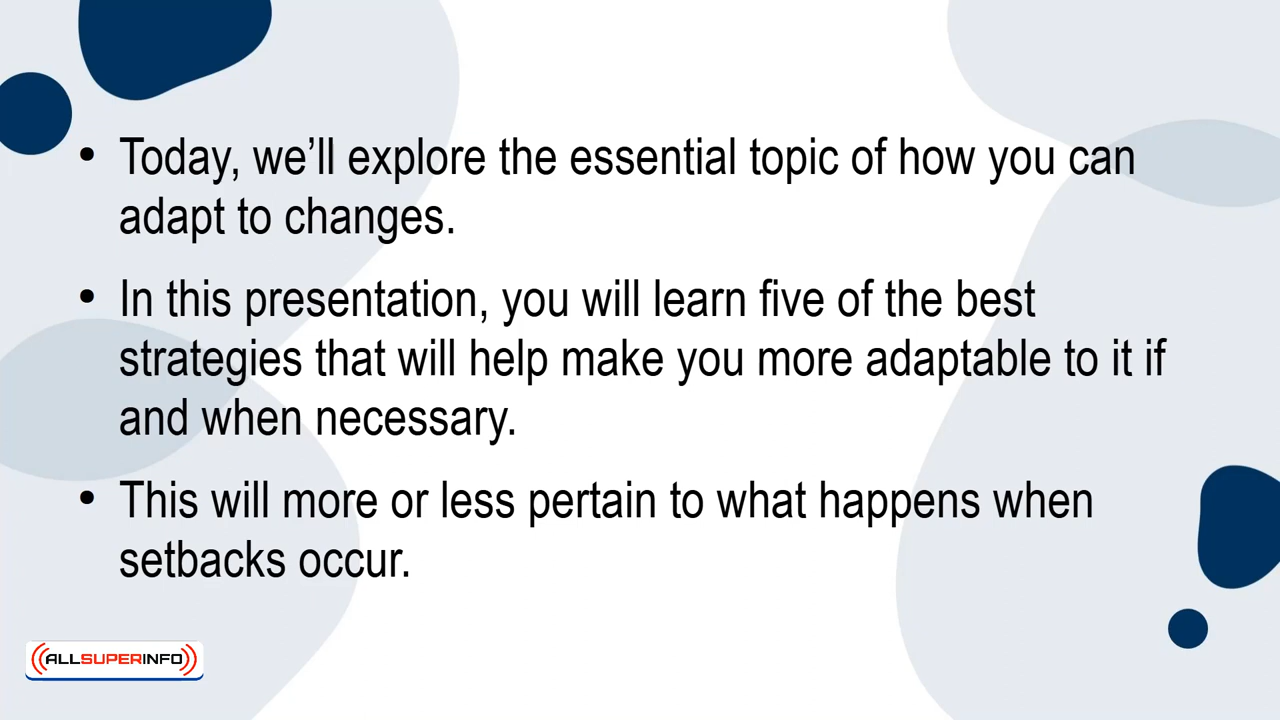 • Today, we’ll explore the essential topic of how you can
adapt to changes.
• In this presentation, you will learn five of the best
strategies that will help make you more adaptable to it if
and when necessary.
• This will more or less pertain to what happens when
setbacks occur.
ALLSUPERINFO